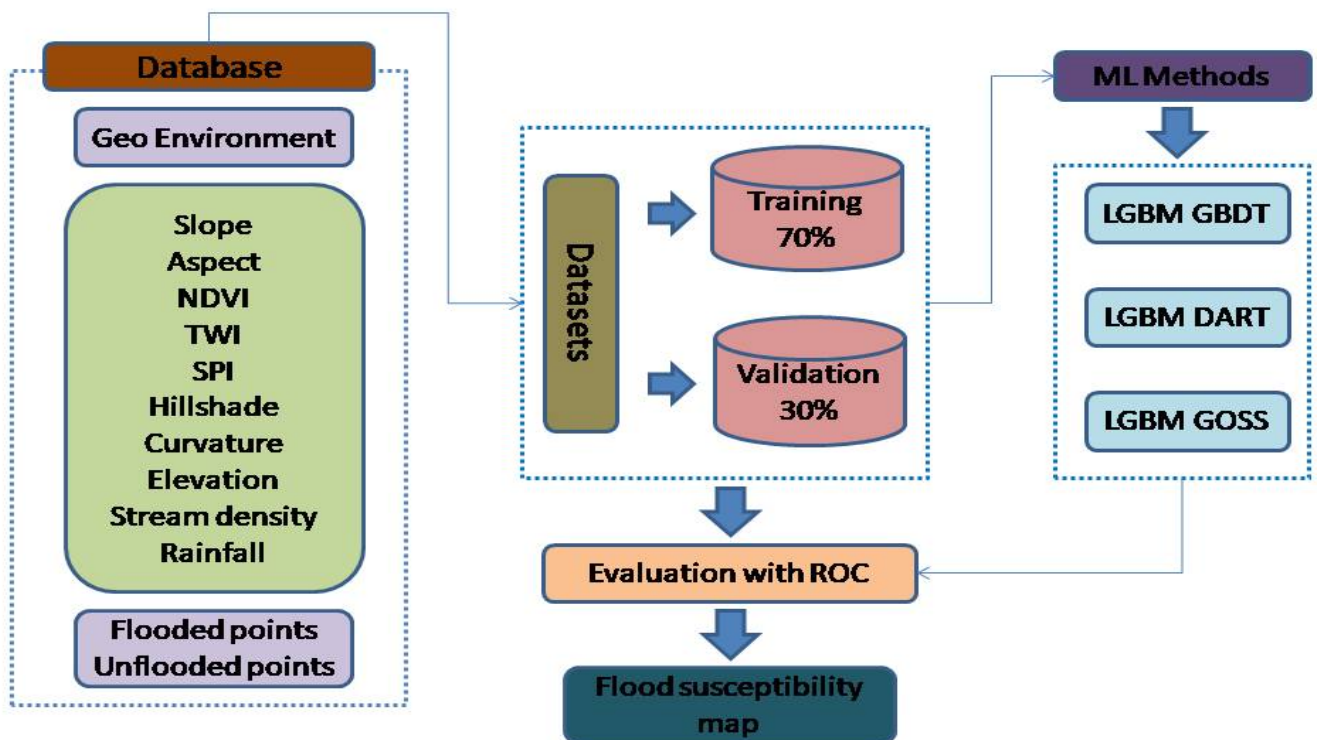 Database
Geo Environment
Slope
Aspect
NDVI
TWI
SPI
Hillshade
Curvature
Elevation
Stream density
Rainfall
Flooded points
Unflooded points
Datasets
Training
70%
Validation
30%
ML Methods
LGBM GBDT
LGBM DART
LGBM GOSS
Evaluation with ROC
Flood susceptibility
map